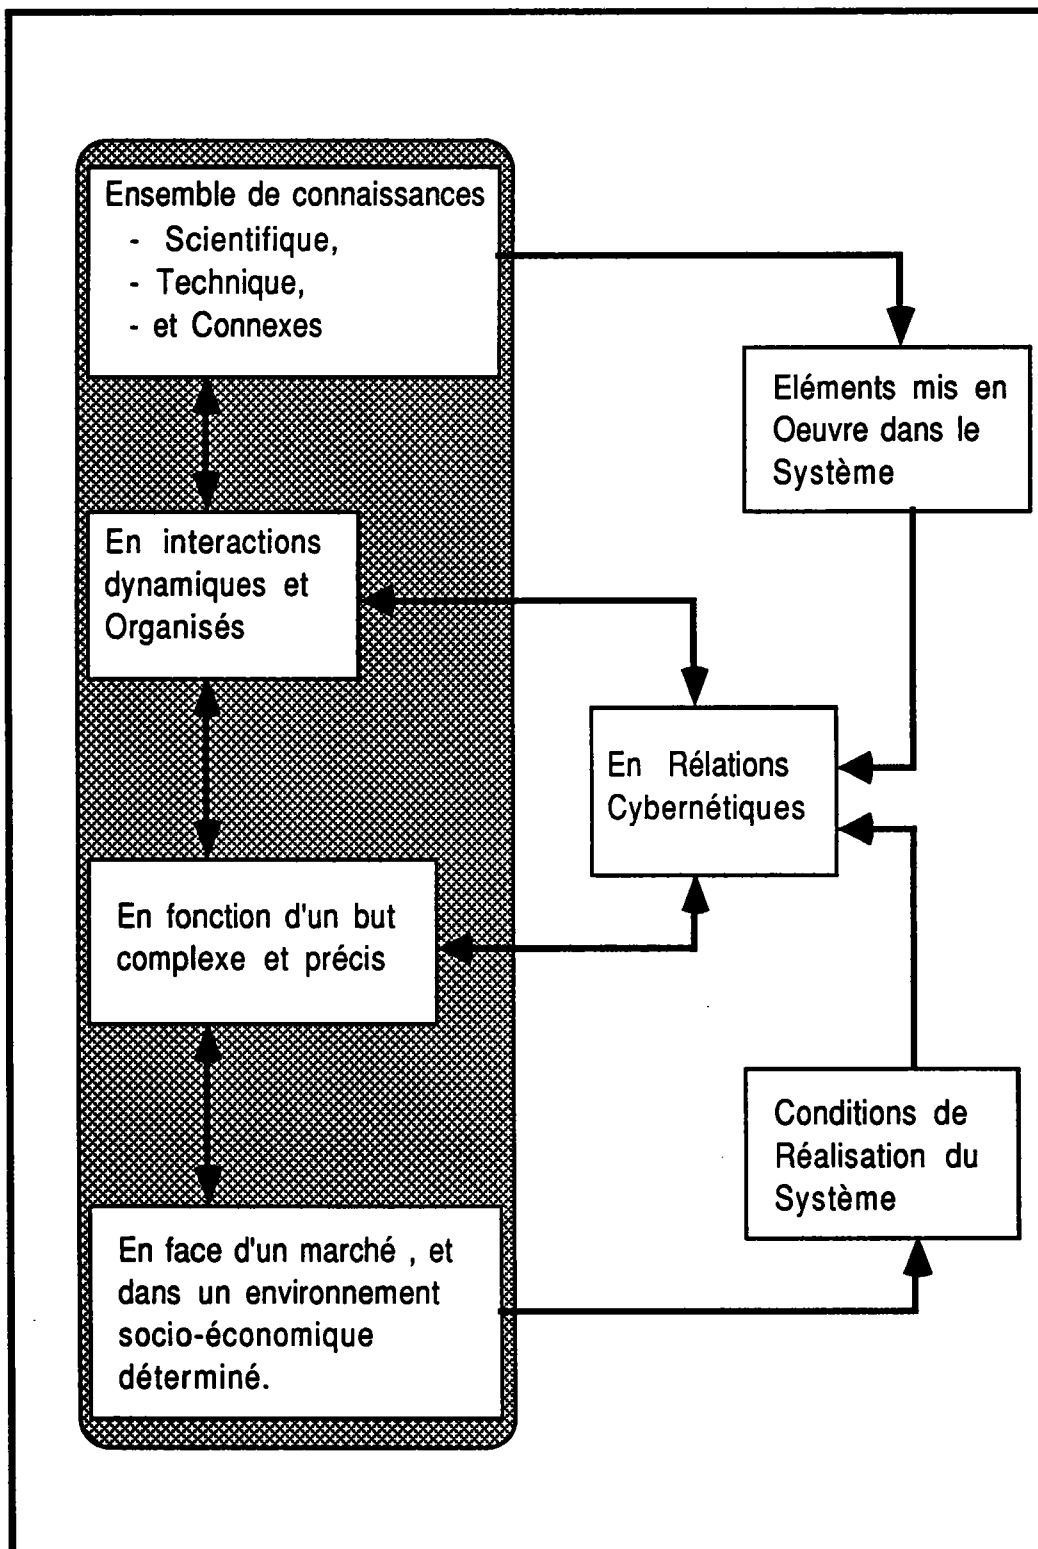 Ensemble de connaissances
- Scientifique,
- Technique,
- et Connexes
Eléments mis en
Oeuvre dans le
Système
En interactions
dynamiques et
Organisés
En Rélations
Cybernétiques
En fonction d'un but
complexe et précis
Conditions de
Réalisation du
Système
En face d'un marché , et
dans un environnement
socio-économique
déterminé.